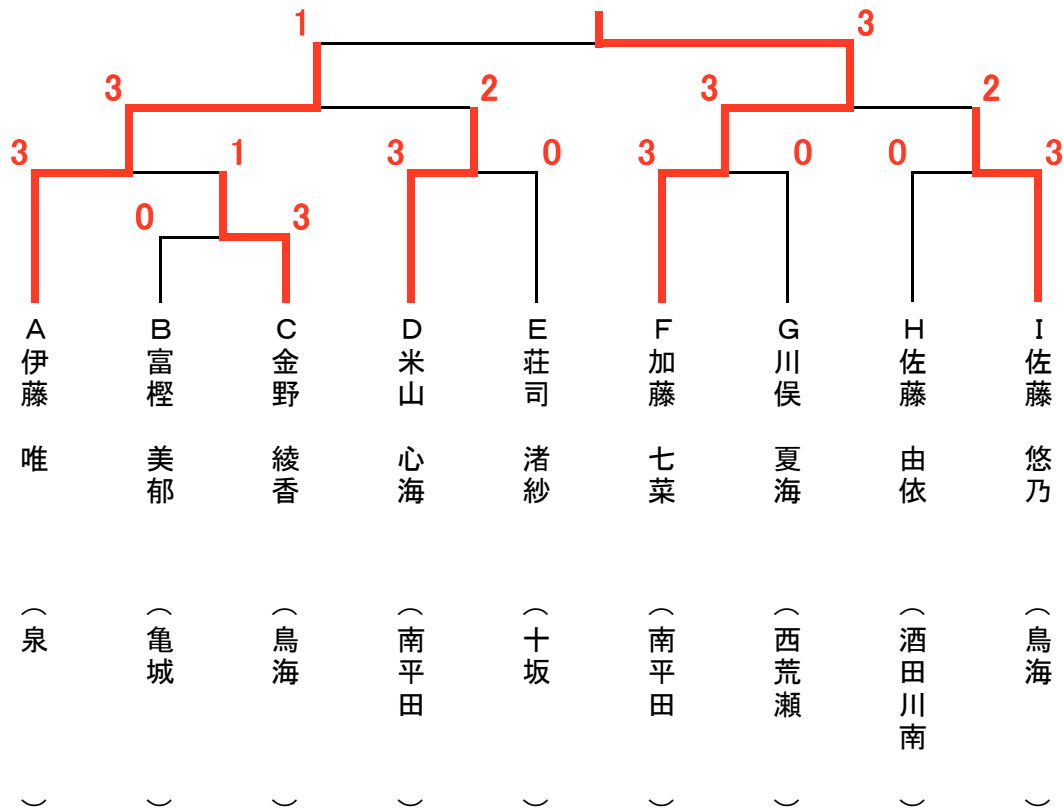 1 3
3 2 3 2
3 1 3 0 3 0 0 3
0 3
A 伊藤 唯 （泉）
B 富樫 美郁 （亀城）
C 金野 綾香 （鳥海）
D 米山 心海 （南平田）
E 荘司 渚紗 （十坂）
F 加藤 七菜 （南平田）
G 川俣 夏海 （西荒瀬）
H 佐藤 由依 （酒田川南）
I 佐藤 悠乃 （鳥海）